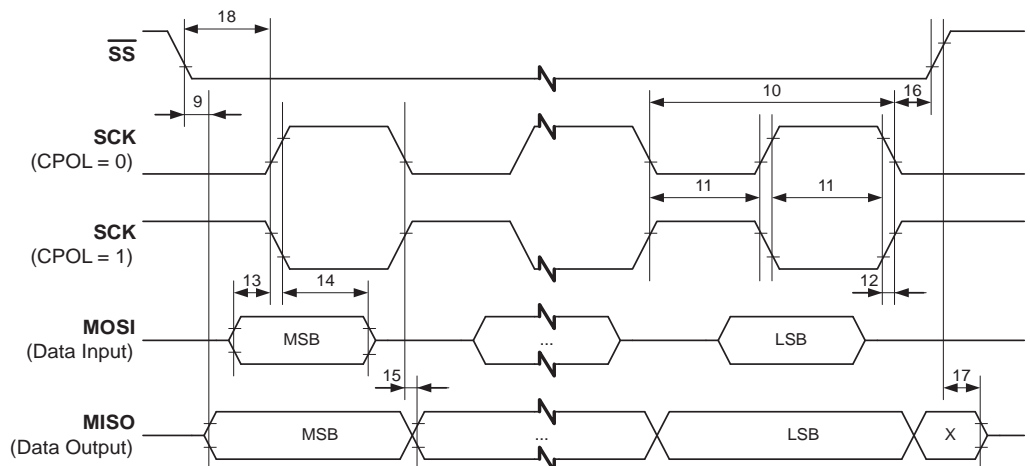 18
SS
10
9
16
SCK
(CPOL = 0)
11
11
SCK
(CPOL = 1)
13
14
12
MOSI
(Data Input)
MSB
...
LSB
15
17
MISO
(Data Output)
MSB
...
LSB
X